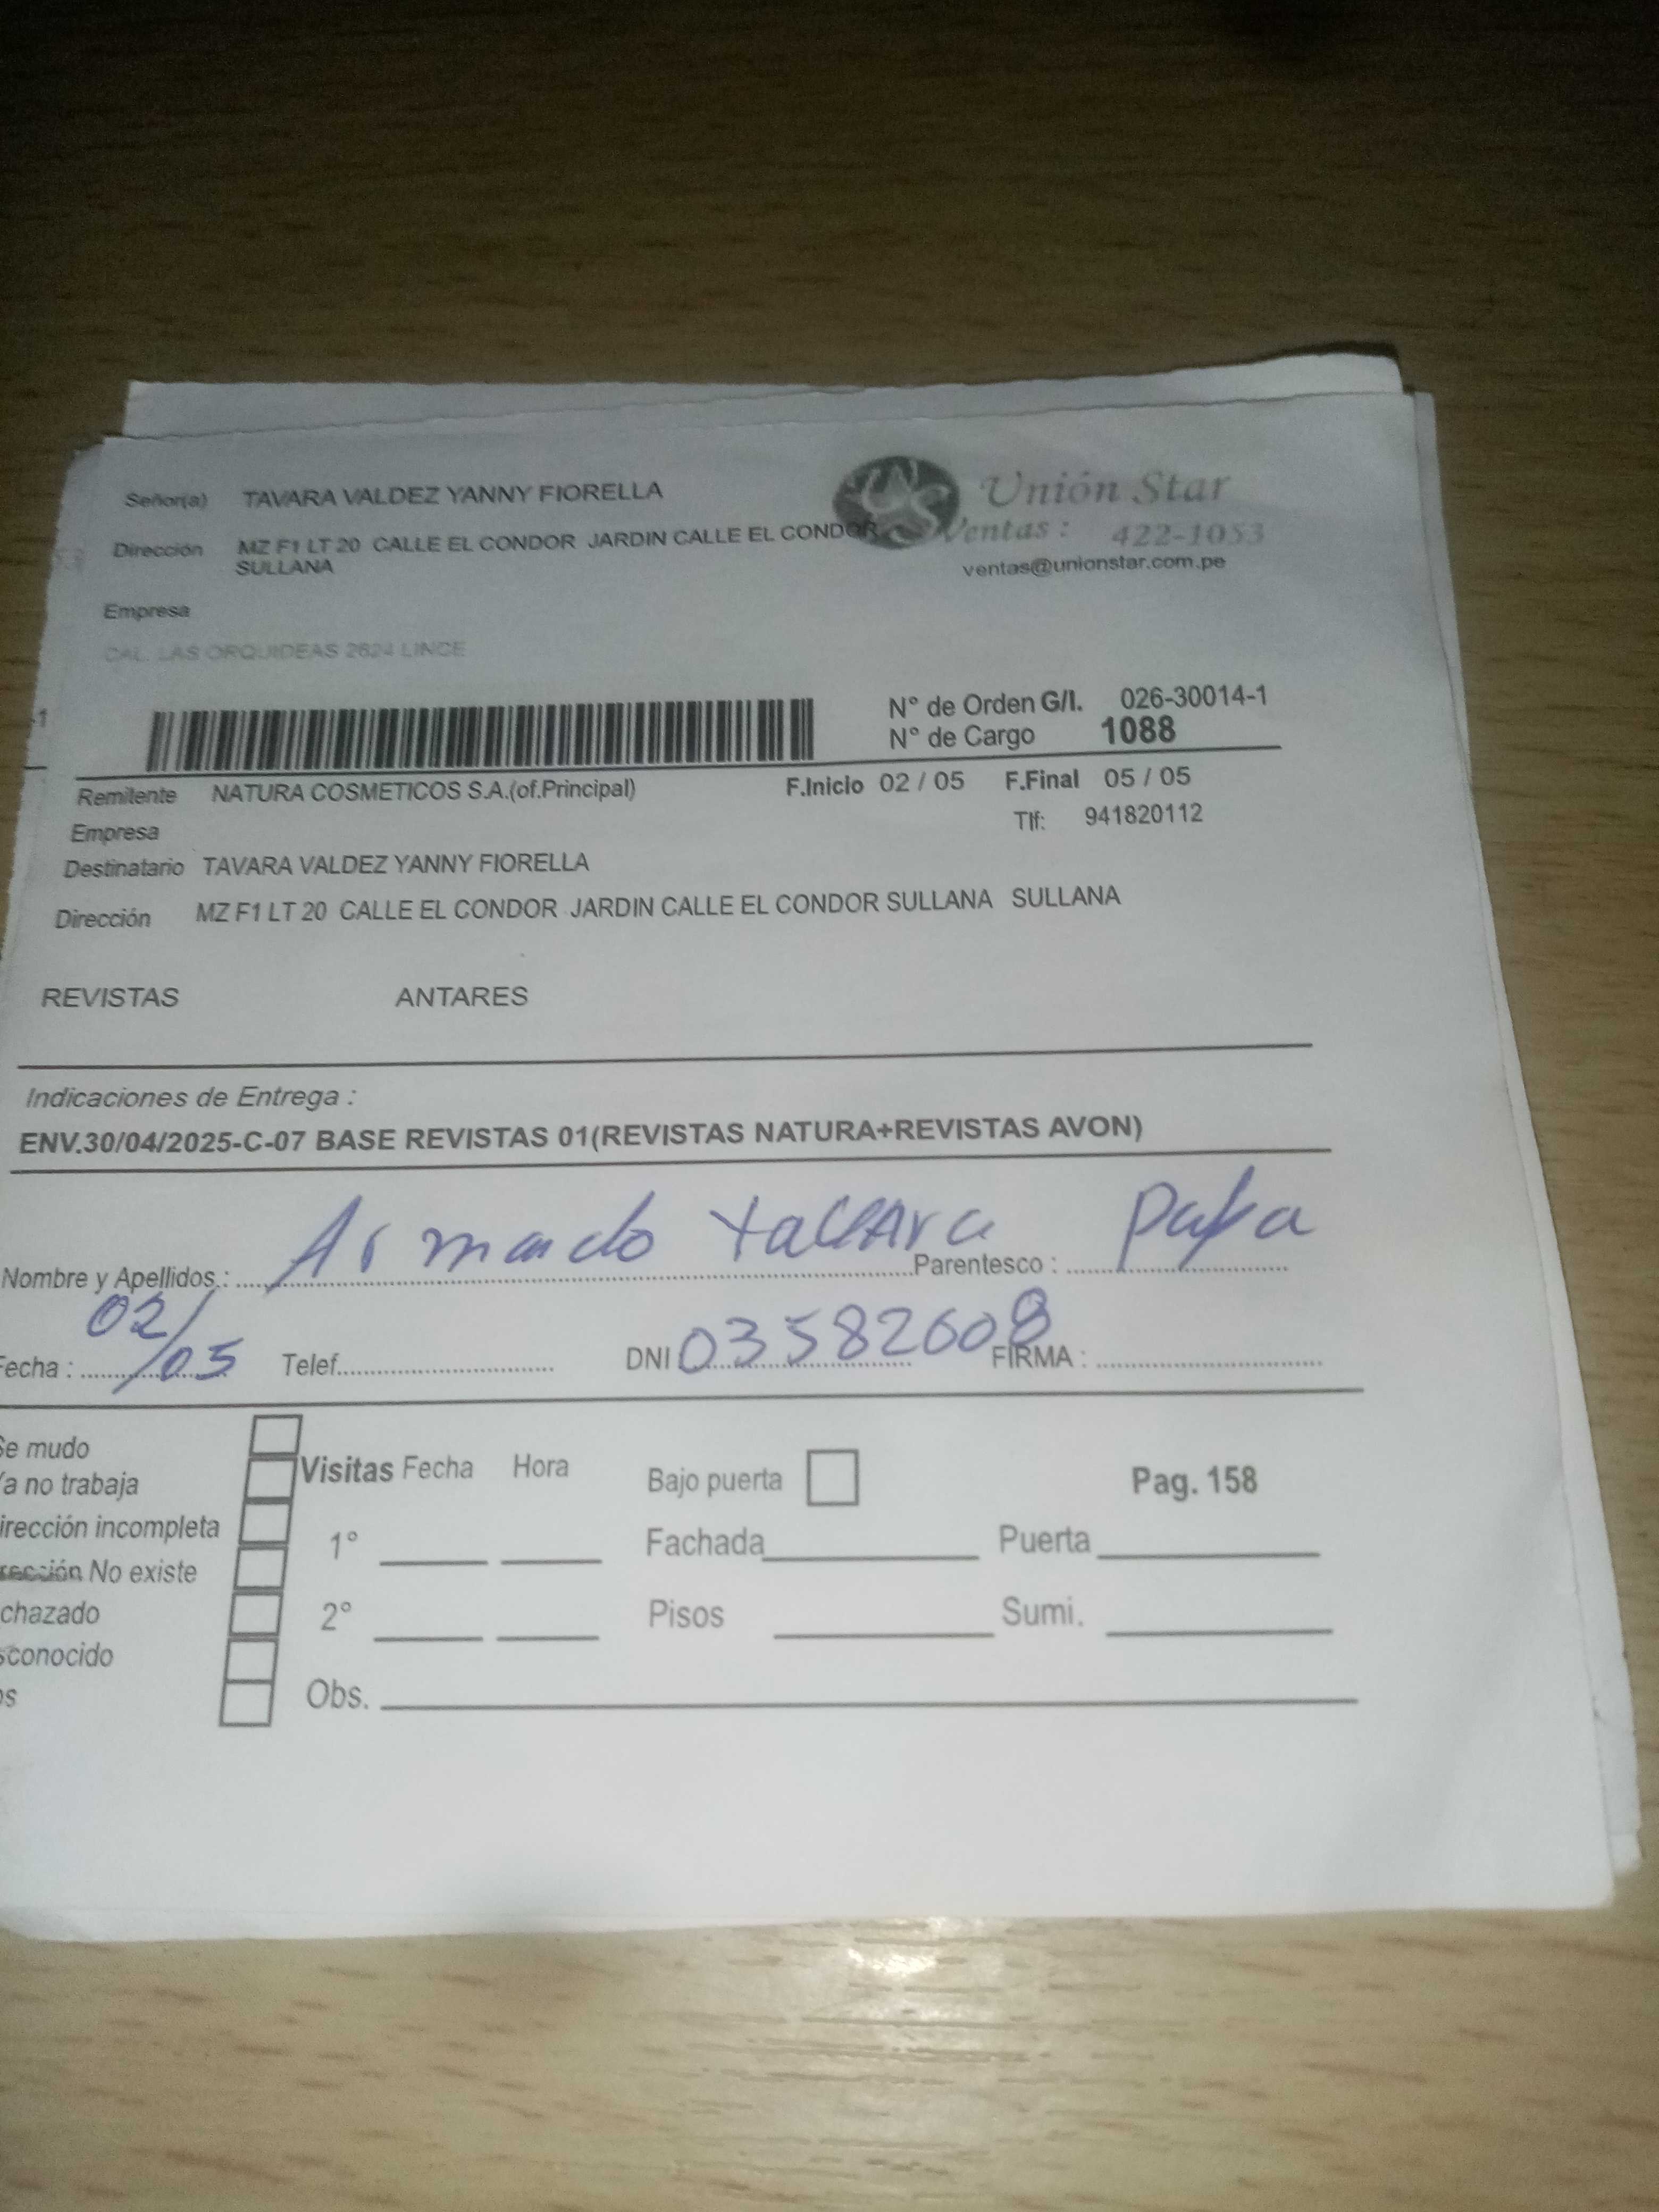 Señor(a) TAVARA VALDEZ YANNY FIORELLA
Unión Star
Dirección MZ F1 LT 20 CALLE EL CONDOR JARDIN CALLE EL CONDOR
SULLANA
Ventas : 422-1053
ventas@unionstar.com.pe
Empresa
CAL. LAS ORQUIDEAS 2624 LINCE
-1
N° de Orden G/I. 026-30014-1
N° de Cargo 1088
Remitente NATURA COSMETICOS S.A.(of.Principal) F.Inicio 02 / 05 F.Final 05 / 05
Empresa Tlf: 941820112
Destinatario TAVARA VALDEZ YANNY FIORELLA
Dirección MZ F1 LT 20 CALLE EL CONDOR JARDIN CALLE EL CONDOR SULLANA SULLANA
REVISTAS ANTARES
Indicaciones de Entrega :
ENV.30/04/2025-C-07 BASE REVISTAS 01(REVISTAS NATURA+REVISTAS AVON)
Nombre y Apellidos.: Armando Parentesco : Papa
Fecha : 02/05 Telef. DNI 03582608 FIRMA :
Se mudo
Ya no trabaja
Visitas Fecha Hora Bajo puerta Pag. 158
irección incompleta
1° Fachada Puerta
rección No existe
chazado
2° Pisos Sumi.
sconocido
os
Obs.